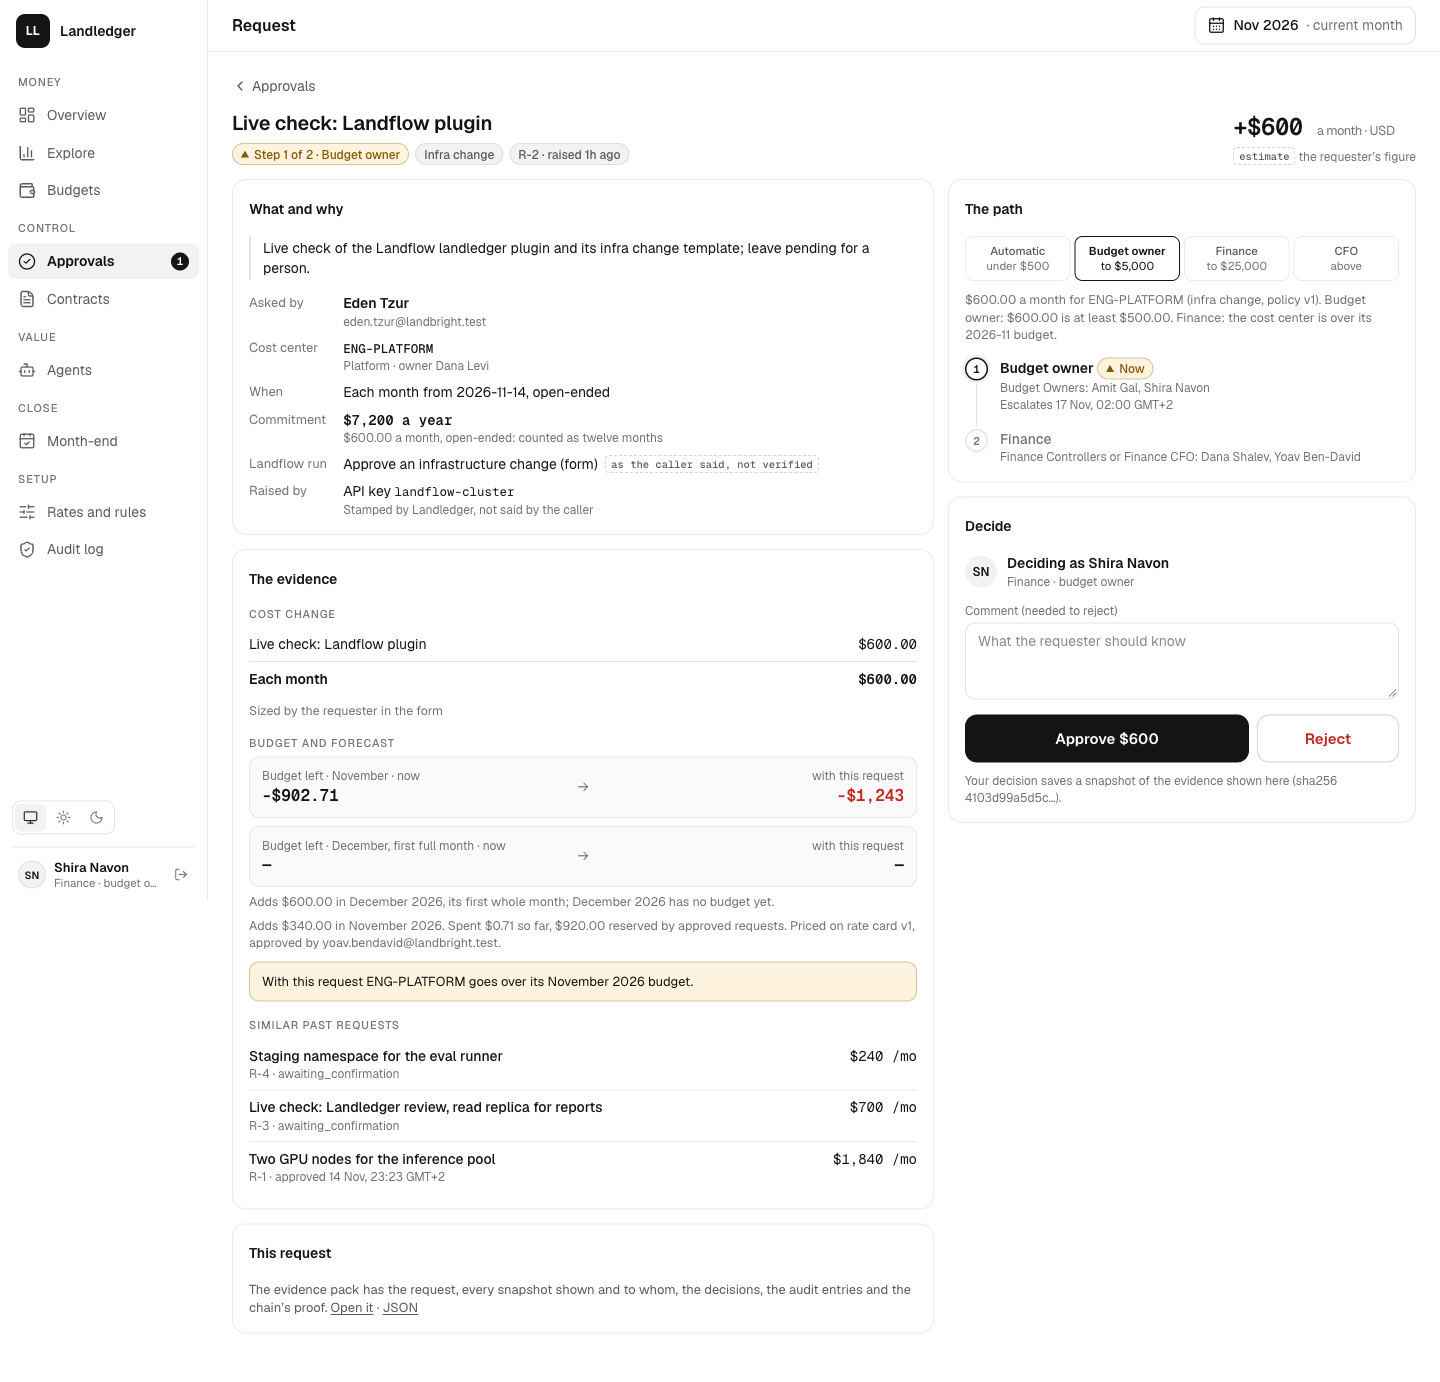 LL
Landledger
MONEY
Overview
Explore
Budgets
CONTROL
Approvals
1
Contracts
VALUE
Agents
CLOSE
Month-end
SETUP
Rates and rules
Audit log
SN
Shira Navon
Finance · budget o...
Request
Nov 2026 · current month
Approvals
Live check: Landflow plugin
Step 1 of 2 · Budget owner
Infra change
R-2 · raised 1h ago
+$600 a month · USD
estimate the requester's figure
What and why
Live check of the Landflow landledger plugin and its infra change template; leave pending for a
person.
Asked by
Eden Tzur
eden.tzur@landbright.test
Cost center
ENG-PLATFORM
Platform · owner Dana Levi
When
Each month from 2026-11-14, open-ended
Commitment
$7,200 a year
$600.00 a month, open-ended: counted as twelve months
Landflow run
Approve an infrastructure change (form)
as the caller said, not verified
Raised by
API key landflow-cluster
Stamped by Landledger, not said by the caller
The evidence
COST CHANGE
Live check: Landflow plugin
$600.00
Each month
$600.00
Sized by the requester in the form
BUDGET AND FORECAST
Budget left · November · now
with this request
-$902.71
→
-$1,243
Budget left · December, first full month · now
with this request
—
→
—
Adds $600.00 in December 2026, its first whole month; December 2026 has no budget yet.
Adds $340.00 in November 2026. Spent $0.71 so far, $920.00 reserved by approved requests. Priced on rate card v1,
approved by yoav.bendavid@landbright.test.
With this request ENG-PLATFORM goes over its November 2026 budget.
SIMILAR PAST REQUESTS
Staging namespace for the eval runner
$240 /mo
R-4 · awaiting_confirmation
Live check: Landledger review, read replica for reports
$700 /mo
R-3 · awaiting_confirmation
Two GPU nodes for the inference pool
$1,840 /mo
R-1 · approved 14 Nov, 23:23 GMT+2
This request
The evidence pack has the request, every snapshot shown and to whom, the decisions, the audit entries and the
chain's proof. Open it · JSON
The path
Automatic
under $500
Budget owner
to $5,000
Finance
to $25,000
CFO
above
$600.00 a month for ENG-PLATFORM (infra change, policy v1). Budget
owner: $600.00 is at least $500.00. Finance: the cost center is over its
2026-11 budget.
1
Budget owner
Now
Budget Owners: Amit Gal, Shira Navon
Escalates 17 Nov, 02:00 GMT+2
2
Finance
Finance Controllers or Finance CFO: Dana Shalev, Yoav Ben-David
Decide
SN
Deciding as Shira Navon
Finance · budget owner
Comment (needed to reject)
What the requester should know
Approve $600
Reject
Your decision saves a snapshot of the evidence shown here (sha256
4103d99a5d5c…).